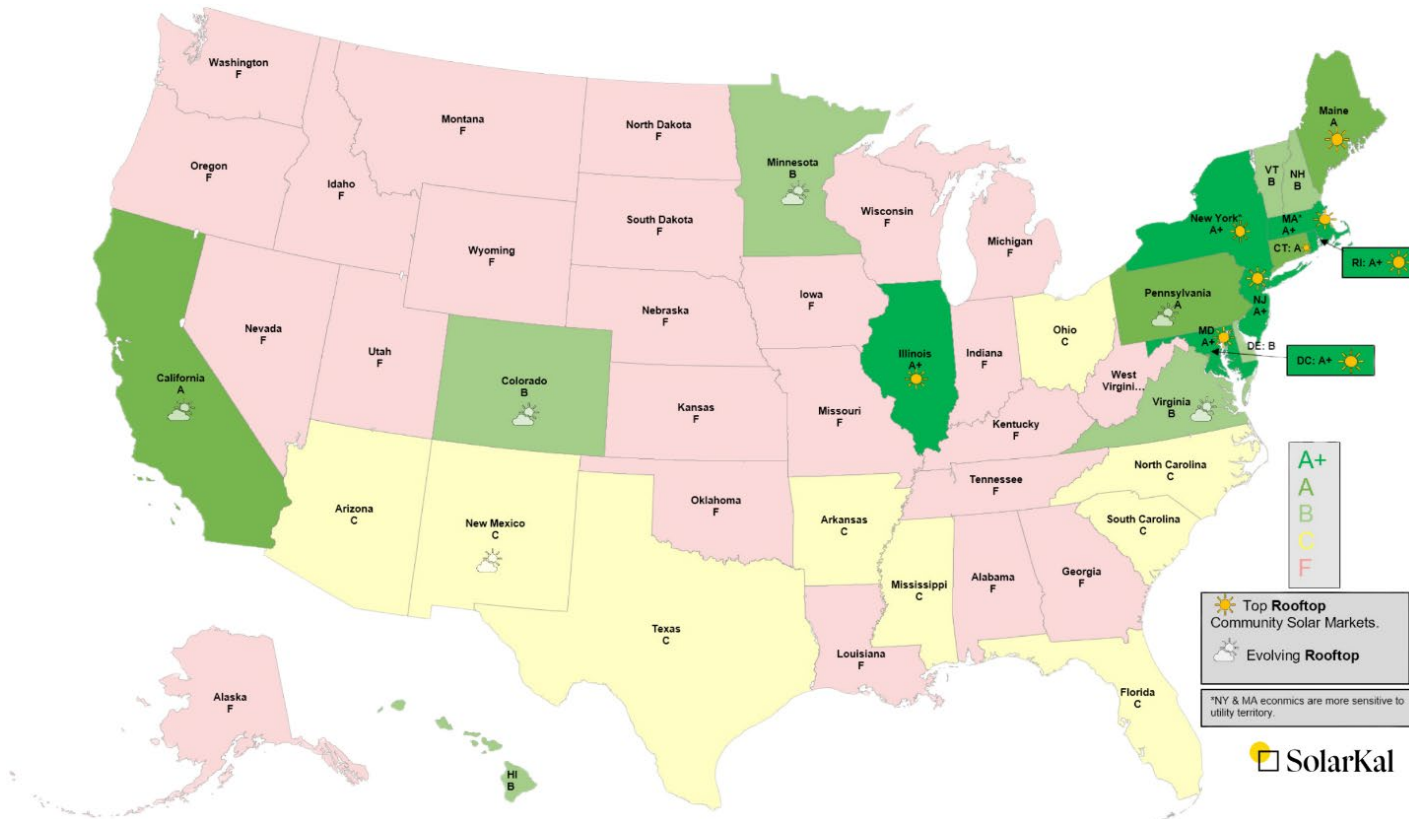 Washington
F
Montana
F
North Dakota
F
Minnesota
B
Maine
A
Oregon
F
Idaho
F
South Dakota
F
Wisconsin
F
Michigan
F
VT
B
NH
B
New York*
A+
MA*
A+
CT: A
RI: A+
Wyoming
F
Iowa
F
Nebraska
F
Pennsylvania
A
NJ
A+
Nevada
F
Utah
F
Ohio
C
MD
A+
DE: B
DC: A+
Illinois
A+
Indiana
F
California
A
Colorado
B
Kansas
F
Missouri
F
West
Virgini...
F
Virginia
B
Kentucky
F
North Carolina
C
Tennessee
F
Arizona
C
New Mexico
C
Oklahoma
F
Arkansas
C
South Carolina
C
Mississippi
C
Alabama
F
Georgia
F
Texas
C
Louisiana
F
Florida
C
Alaska
F
HI
B
A+
A
B
C
F
Top Rooftop
Community Solar Markets.
Evolving Rooftop
*NY & MA econmics are more sensitive to
utility territory.
SolarKal